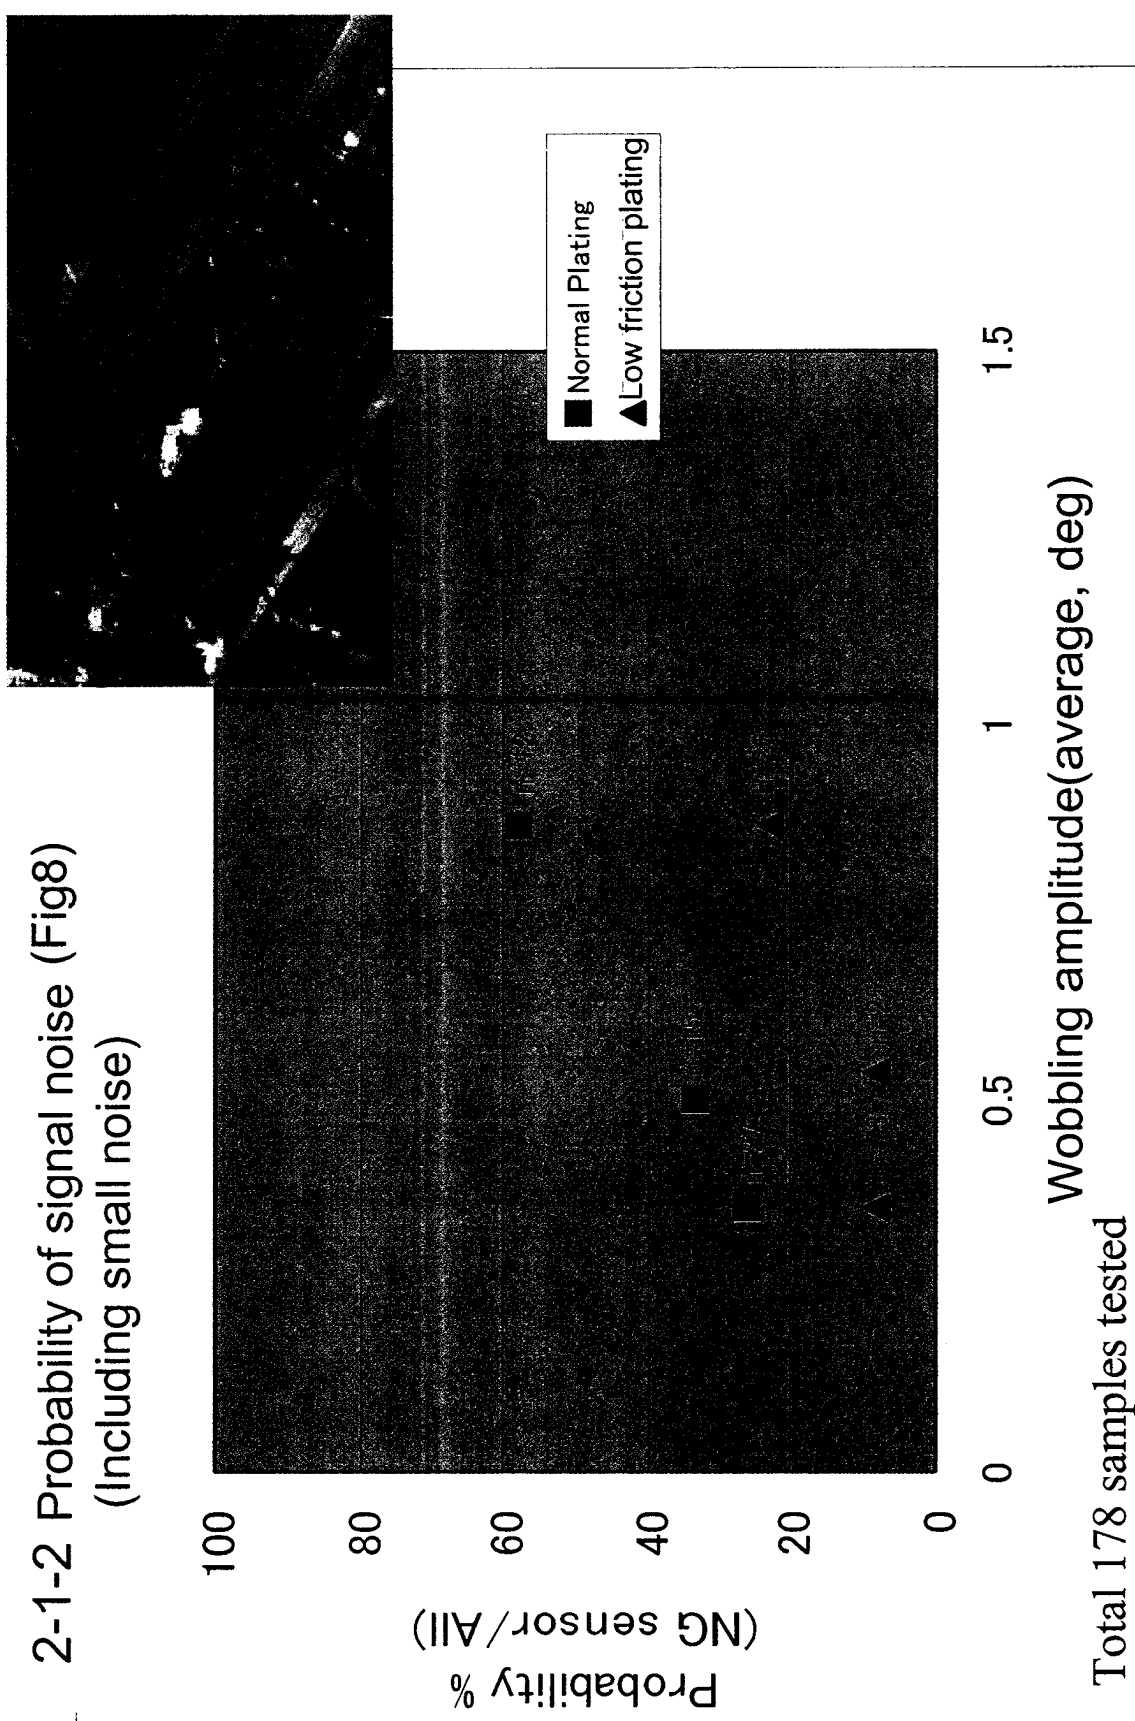 2-1-2 Probability of signal noise (Fig8)
(Including small noise)
Probability %
(NG sensor/All)
100
80
60
40
20
0
0
0.5
1
1.5
Normal Plating
Low friction plating
Wobbling amplitude(average, deg)
Total 178 samples tested